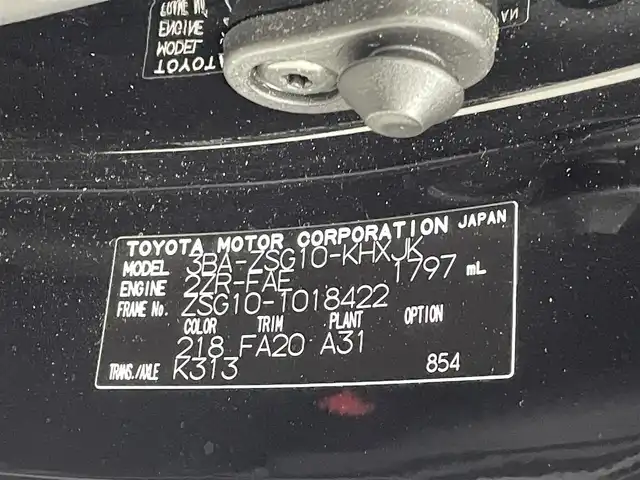 TOYOTA MOTOR CORPORATION JAPAN
MODEL 3BA-ZSG10-KHXJK
ENGINE 2ZR-FAE 1797 mL
FRAME No. ZSG10-T018422
COLOR TRIM PLANT OPTION
218 FA20 A31
TRANS./AXLE K313 854